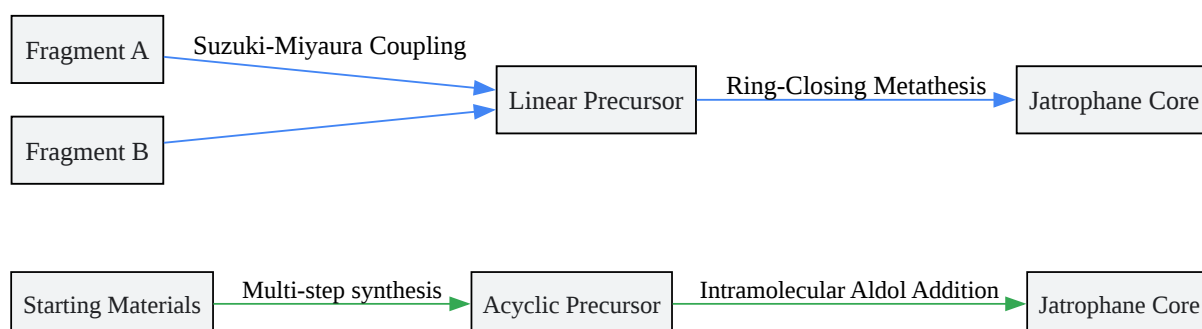 Fragment A
Suzuki-Miyaura Coupling
Linear Precursor
Ring-Closing Metathesis
Jatrophane Core
Fragment B
Starting Materials
Multi-step synthesis
Acyclic Precursor
Intramolecular Aldol Addition
Jatrophane Core